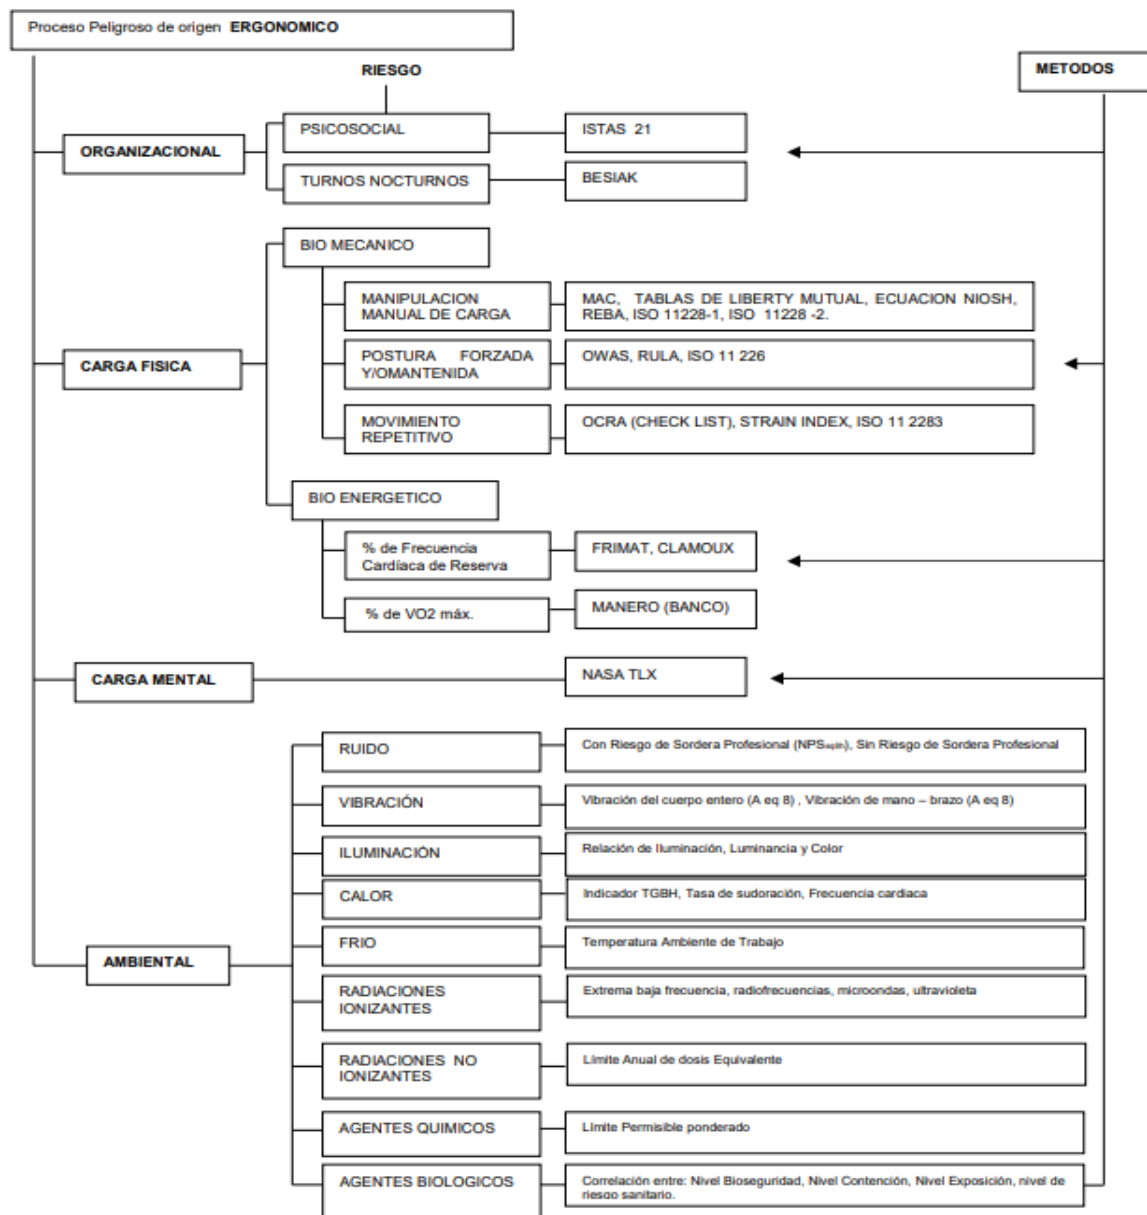 Proceso Peligroso de origen ERGONOMICO
RIESGO
METODOS
ORGANIZACIONAL
PSICOSOCIAL
ISTAS 21
TURNOS NOCTURNOS
BESIAK
CARGA FISICA
BIO MECANICO
MANIPULACION
MANUAL DE CARGA
MAC, TABLAS DE LIBERTY MUTUAL, ECUACION NIOSH,
REBA, ISO 11228-1, ISO 11228 -2.
POSTURA FORZADA
Y/OMANTENIDA
OWAS, RULA, ISO 11 226
MOVIMIENTO
REPETITIVO
OCRA (CHECK LIST), STRAIN INDEX, ISO 11 2283
BIO ENERGETICO
% de Frecuencia
Cardíaca de Reserva
FRIMAT, CLAMOUX
% de VO2 máx.
MANERO (BANCO)
CARGA MENTAL
NASA TLX
AMBIENTAL
RUIDO
Con Riesgo de Sordera Profesional (NPS), Sin Riesgo de Sordera Profesional
VIBRACIÓN
Vibración del cuerpo entero (A eq 8) , Vibración de mano – brazo (A eq 8)
ILUMINACIÓN
Relación de Iluminación, Luminancia y Color
CALOR
Indicador TGBH, Tasa de sudoración, Frecuencia cardiaca
FRIO
Temperatura Ambiente de Trabajo
RADIACIONES
IONIZANTES
Extrema baja frecuencia, radiofrecuencias, microondas, ultravioleta
RADIACIONES NO
IONIZANTES
Límite Anual de dosis Equivalente
AGENTES QUIMICOS
Límite Permisible ponderado
AGENTES BIOLOGICOS
Correlación entre: Nivel Bioseguridad, Nivel Contención, Nivel Exposición, nivel de
riesgo sanitario.